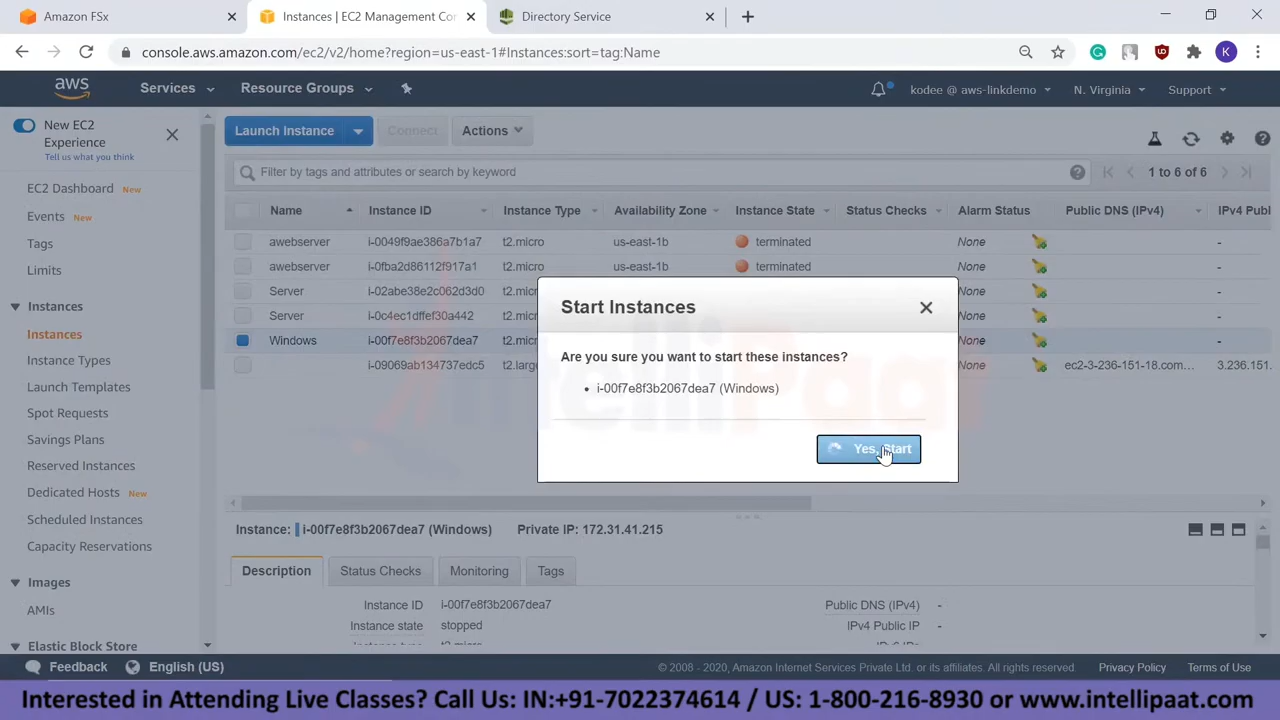 Amazon FSx
Instances | EC2 Management Con
Directory Service
console.aws.amazon.com/ec2/v2/home?region=us-east-1#Instances:sort=tag:Name
K
aws
Services
Resource Groups
kodee @ aws-linkdemo
N. Virginia
Support
New EC2
Experience
Tell us what you think
Launch Instance
Connect
Actions
Filter by tags and attributes or search by keyword
1 to 6 of 6
EC2 Dashboard New
Events New
Tags
Limits
Instances
Instances
Instance Types
Launch Templates
Spot Requests
Savings Plans
Reserved Instances
Dedicated Hosts New
Scheduled Instances
Capacity Reservations
Images
AMIs
Elastic Block Store
Name Instance ID Instance Type Availability Zone Instance State Status Checks Alarm Status Public DNS (IPv4) IPv4 Publ
awebserver i-0049f9ae386a7b1a7 t2.micro us-east-1b terminated None -
awebserver i-0fba2d86112f917a1 t2.micro us-east-1b terminated None -
Server i-02abe38e2c062d3d0 t2.micr None -
Server i-0c4ec1dffef30a442 t2.micr None -
Windows i-00f7e8f3b2067dea7 t2.micr None -
i-09069ab134737edc5 t2.larg None ec2-3-236-151-18.com... 3.236.151.
Start Instances
Are you sure you want to start these instances?
• i-00f7e8f3b2067dea7 (Windows)
Yes, Start
IntelliPaat
Instance: i-00f7e8f3b2067dea7 (Windows) Private IP: 172.31.41.215
Description Status Checks Monitoring Tags
Instance ID i-00f7e8f3b2067dea7 Public DNS (IPv4) -
Instance state stopped IPv4 Public IP -
Feedback English (US)
© 2008 - 2020, Amazon Internet Services Private Ltd. or its affiliates. All rights reserved Privacy Policy Terms of Use
Interested in Attending Live Classes? Call Us: IN:+91-7022374614 / US: 1-800-216-8930 or www.intellipaat.com